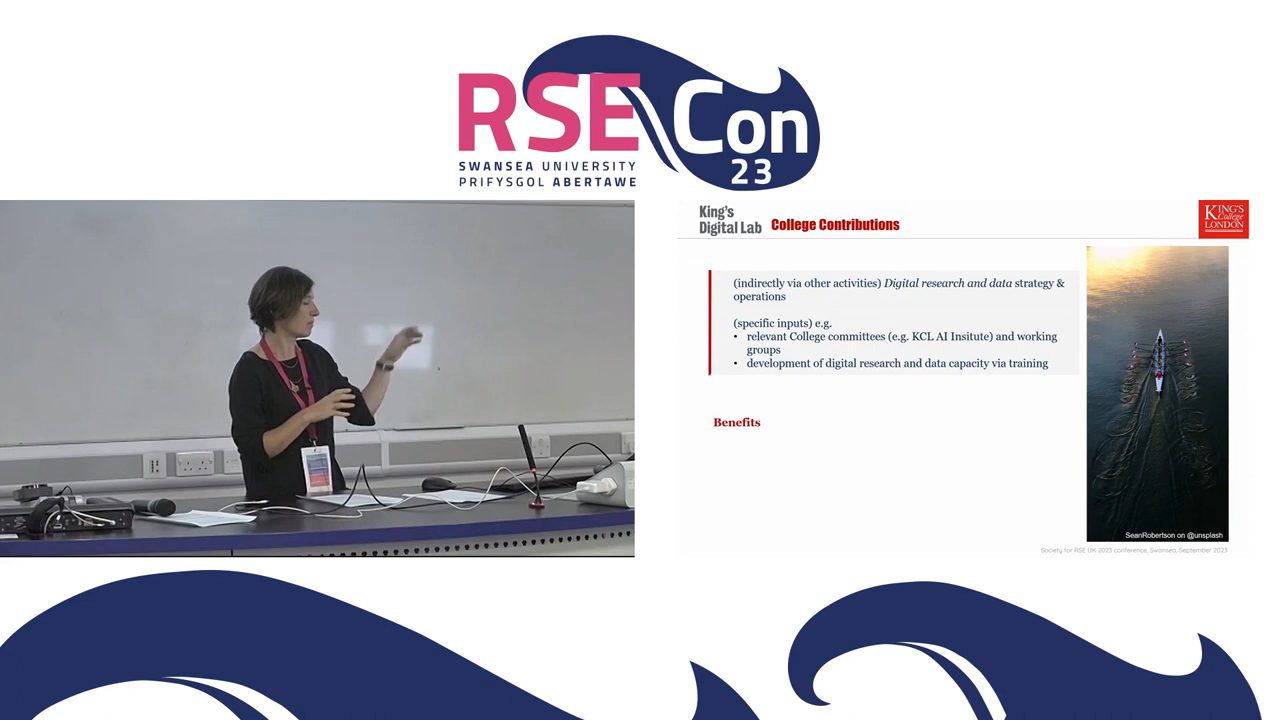 RSE Con
SWANSEA UNIVERSITY
PRIFYSGOL ABERTAWE
23
King's
Digital Lab
College Contributions
KING'S
College
LONDON
(indirectly via other activities) Digital research and data strategy &
operations
(specific inputs) e.g.
• relevant College committees (e.g. KCL AI Insitute) and working
groups
• development of digital research and data capacity via training
Benefits
SeanRobertson on @unsplash
Society for RSE UK 2023 conference, Swansea, September 2023